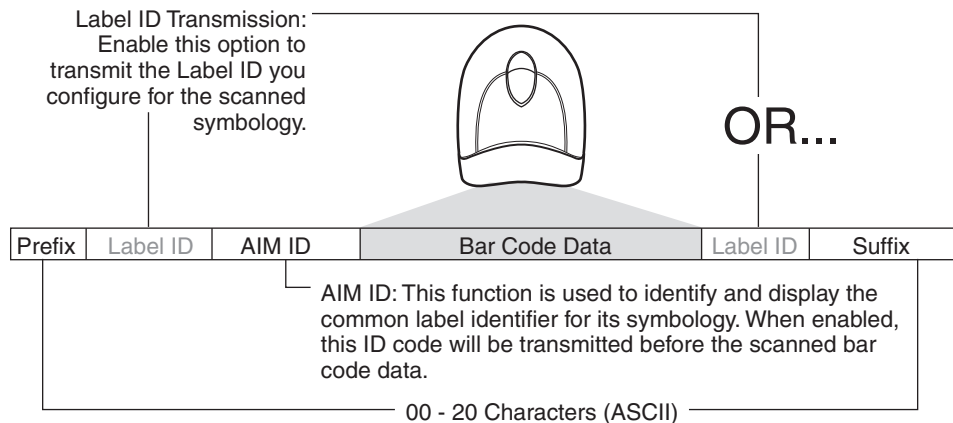 Label ID Transmission:
Enable this option to
transmit the Label ID you
configure for the scanned
symbology.
OR...
Prefix Label ID AIM ID Bar Code Data Label ID Suffix
AIM ID: This function is used to identify and display the
common label identifier for its symbology. When enabled,
this ID code will be transmitted before the scanned bar
code data.
00 - 20 Characters (ASCII)